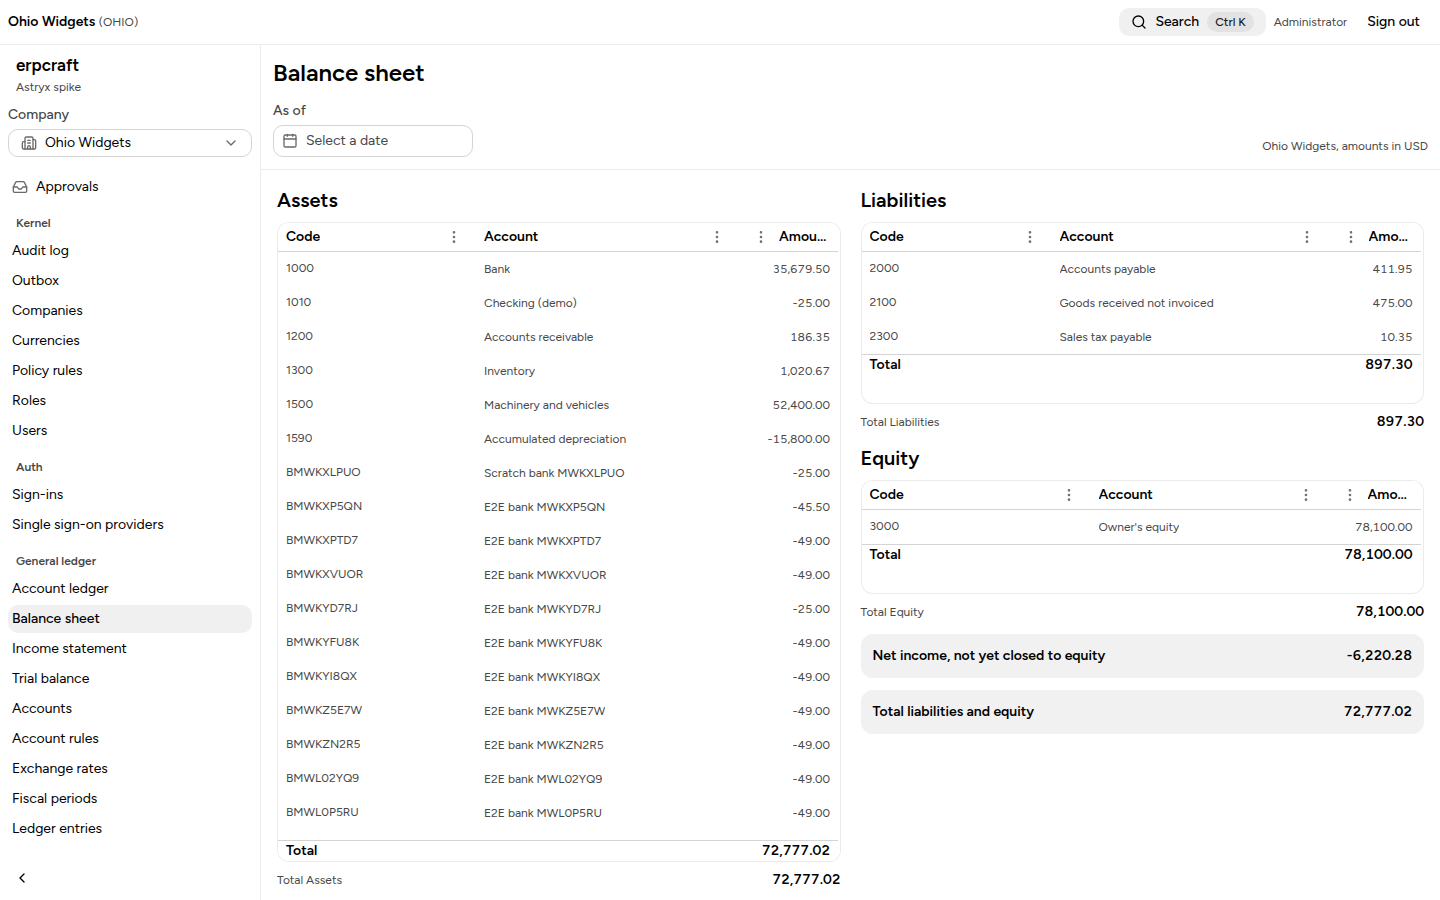 Ohio Widgets (OHIO)
Search Ctrl K Administrator Sign out
erpcraft
Astryx spike
Company
Ohio Widgets
Approvals
Kernel
Audit log
Outbox
Companies
Currencies
Policy rules
Roles
Users
Auth
Sign-ins
Single sign-on providers
General ledger
Account ledger
Balance sheet
Income statement
Trial balance
Accounts
Account rules
Exchange rates
Fiscal periods
Ledger entries
Balance sheet
As of
Select a date
Ohio Widgets, amounts in USD
Assets
Code Account Amou...
1000 Bank 35,679.50
1010 Checking (demo) -25.00
1200 Accounts receivable 186.35
1300 Inventory 1,020.67
1500 Machinery and vehicles 52,400.00
1590 Accumulated depreciation -15,800.00
BMWKXLPUO Scratch bank MWKXLPUO -25.00
BMWKXP5QN E2E bank MWKXP5QN -45.50
BMWKXPTD7 E2E bank MWKXPTD7 -49.00
BMWKXVUOR E2E bank MWKXVUOR -49.00
BMWKYD7RJ E2E bank MWKYD7RJ -25.00
BMWKYFU8K E2E bank MWKYFU8K -49.00
BMWKYI8QX E2E bank MWKYI8QX -49.00
BMWKZ5E7W E2E bank MWKZ5E7W -49.00
BMWKZN2R5 E2E bank MWKZN2R5 -49.00
BMWL02YQ9 E2E bank MWL02YQ9 -49.00
BMWL0P5RU E2E bank MWL0P5RU -49.00
Total 72,777.02
Total Assets 72,777.02
Liabilities
Code Account Amo...
2000 Accounts payable 411.95
2100 Goods received not invoiced 475.00
2300 Sales tax payable 10.35
Total 897.30
Total Liabilities 897.30
Equity
Code Account Amo...
3000 Owner's equity 78,100.00
Total 78,100.00
Total Equity 78,100.00
Net income, not yet closed to equity -6,220.28
Total liabilities and equity 72,777.02